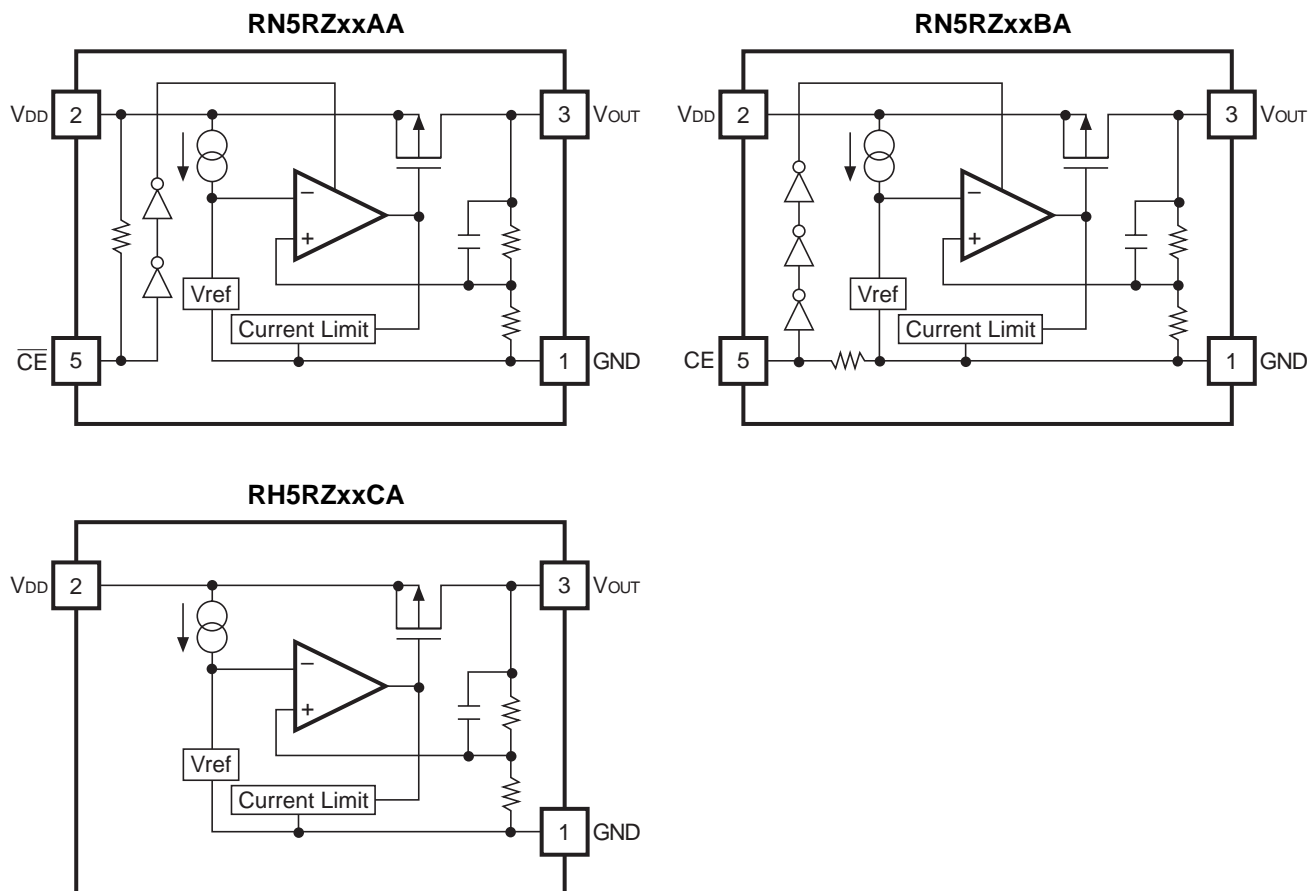 RN5RZxxAA
VDD 2
3 VOUT
−
+
Vref
Current Limit
C̅E̅ 5
1 GND
RN5RZxxBA
VDD 2
3 VOUT
−
+
Vref
Current Limit
CE 5
1 GND
RH5RZxxCA
VDD 2
3 VOUT
−
+
Vref
Current Limit
1 GND